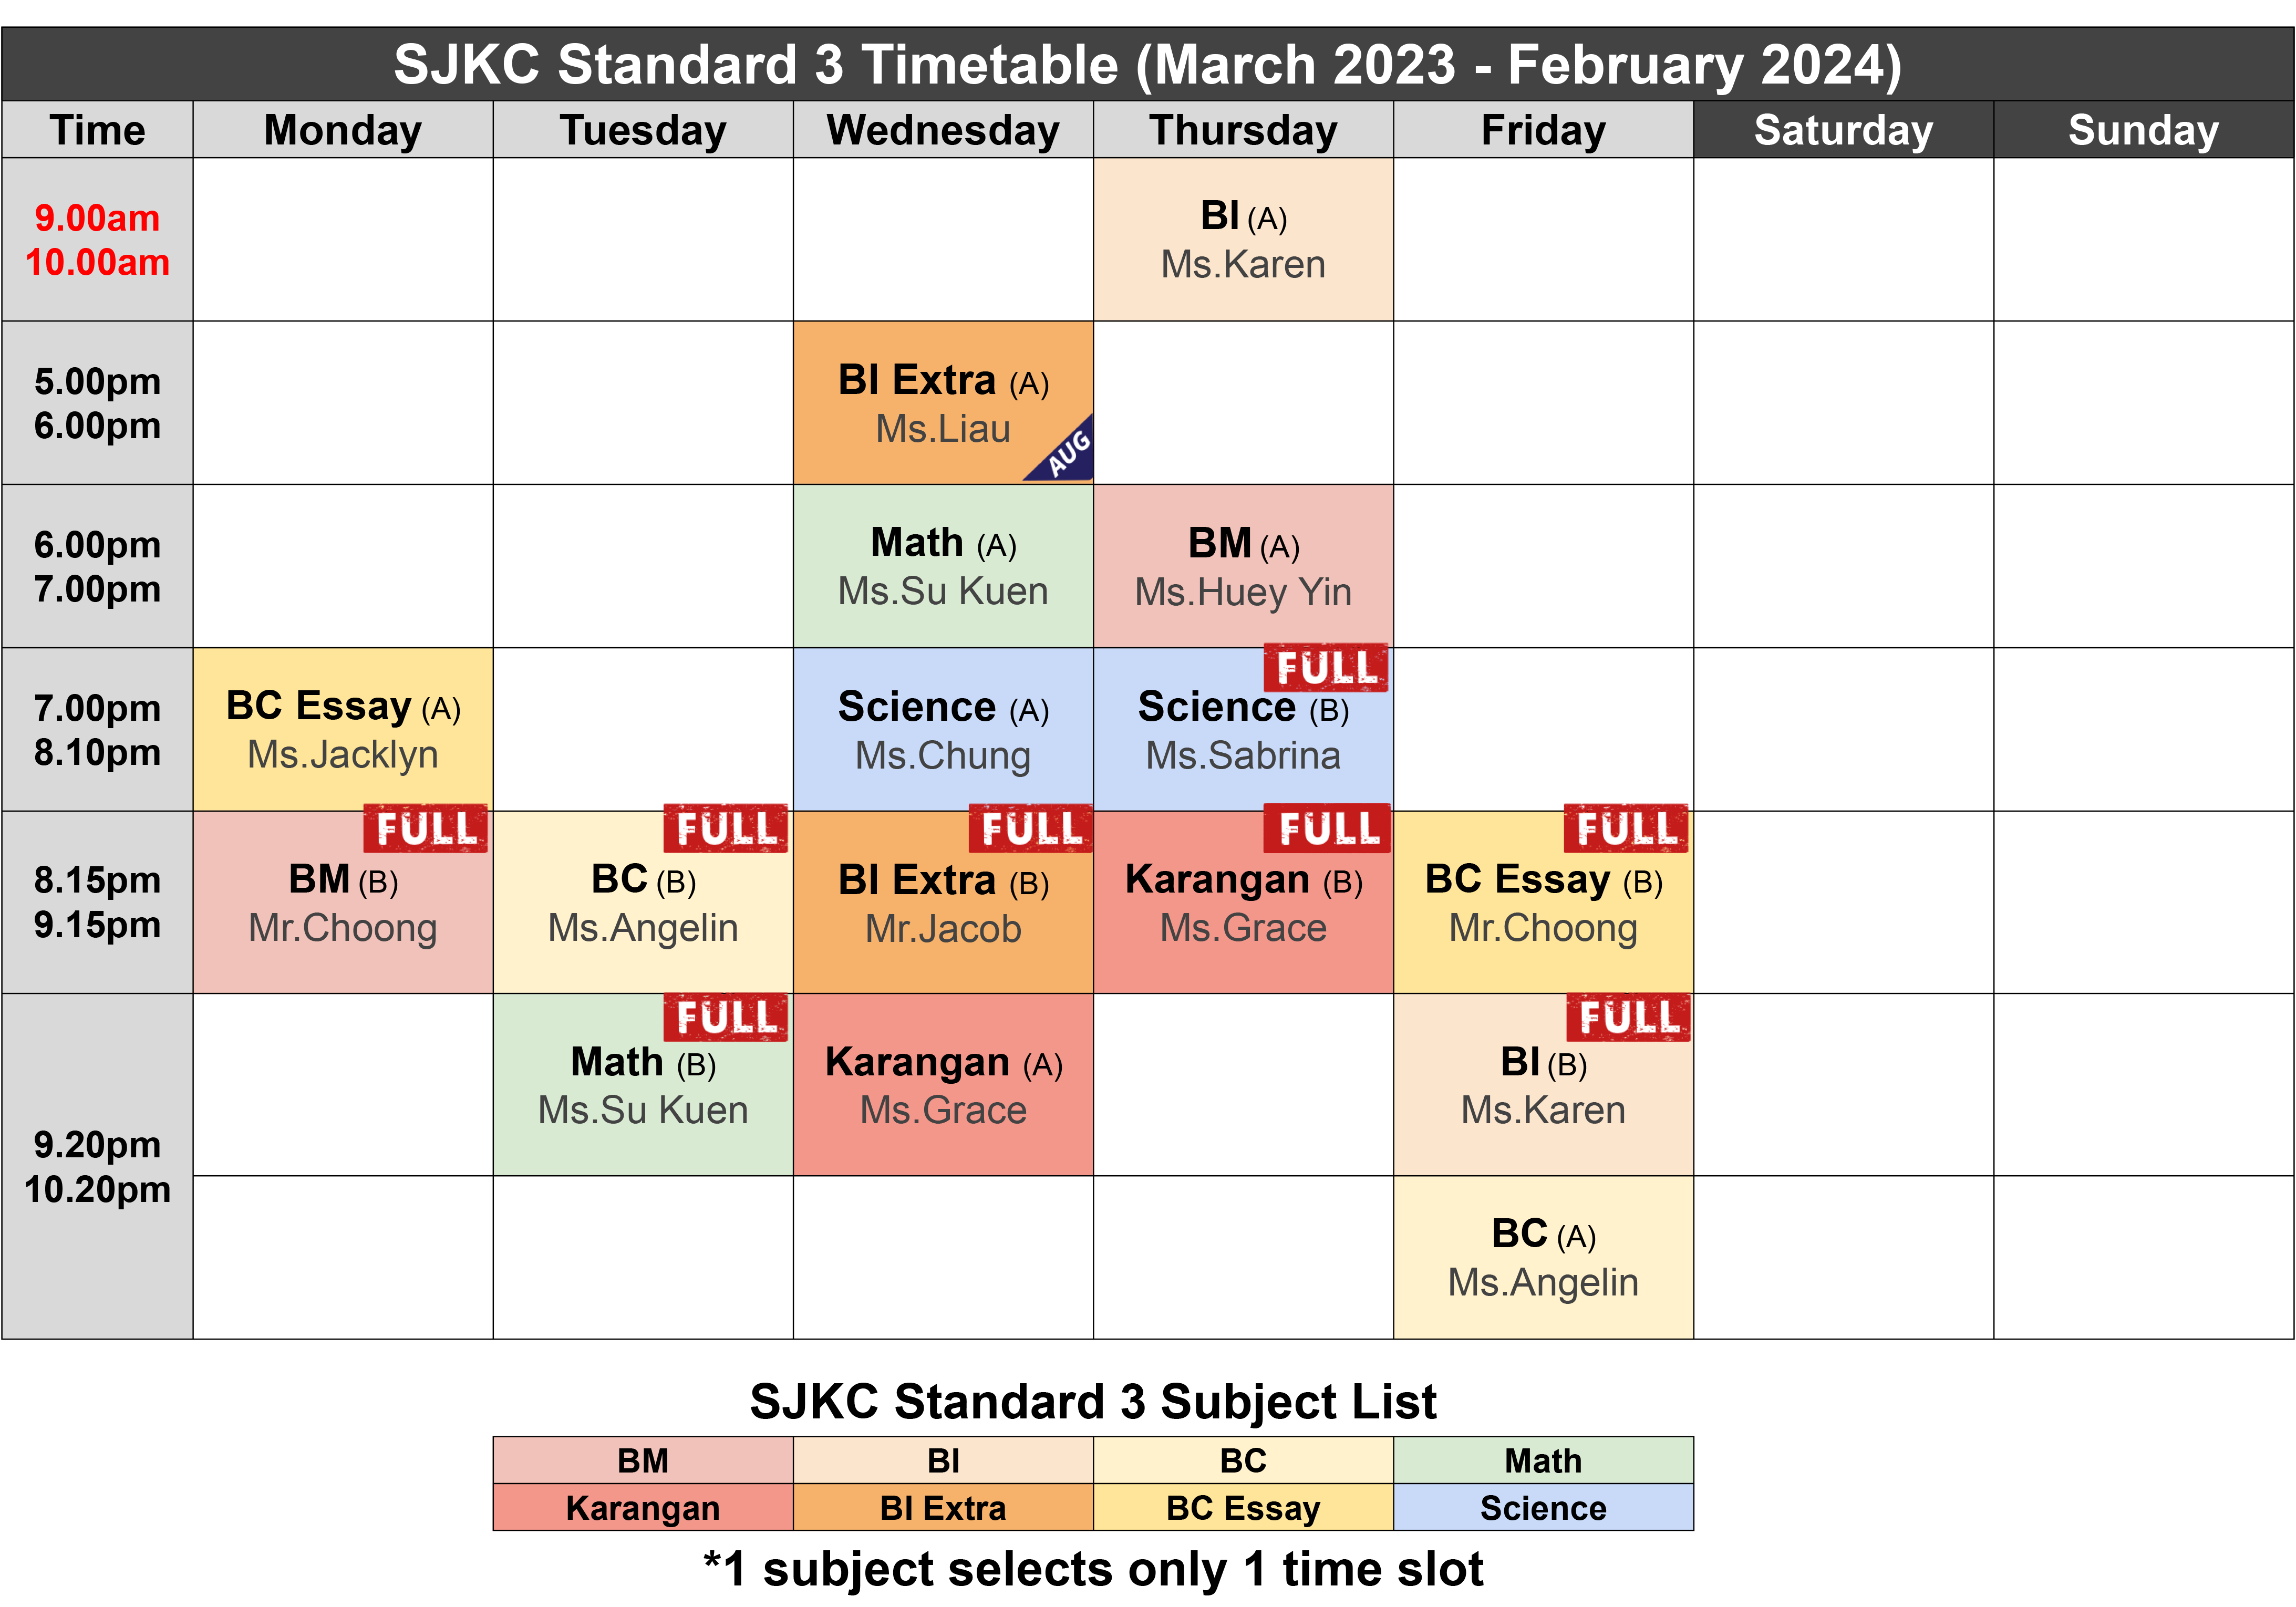 SJKC Standard 3 Timetable (March 2023 - February 2024)
Time Monday Tuesday Wednesday Thursday Friday Saturday Sunday
9.00am
10.00am
BI (A)
Ms.Karen
5.00pm
6.00pm
BI Extra (A)
Ms.Liau
AUG
6.00pm
7.00pm
Math (A)
Ms.Su Kuen
BM (A)
Ms.Huey Yin
7.00pm
8.10pm
BC Essay (A)
Ms.Jacklyn
Science (A)
Ms.Chung
FULL
Science (B)
Ms.Sabrina
8.15pm
9.15pm
FULL
BM (B)
Mr.Choong
FULL
BC (B)
Ms.Angelin
FULL
BI Extra (B)
Mr.Jacob
FULL
Karangan (B)
Ms.Grace
FULL
BC Essay (B)
Mr.Choong
9.20pm
10.20pm
FULL
Math (B)
Ms.Su Kuen
Karangan (A)
Ms.Grace
FULL
BI (B)
Ms.Karen
BC (A)
Ms.Angelin
SJKC Standard 3 Subject List
BM BI BC Math
Karangan BI Extra BC Essay Science
*1 subject selects only 1 time slot